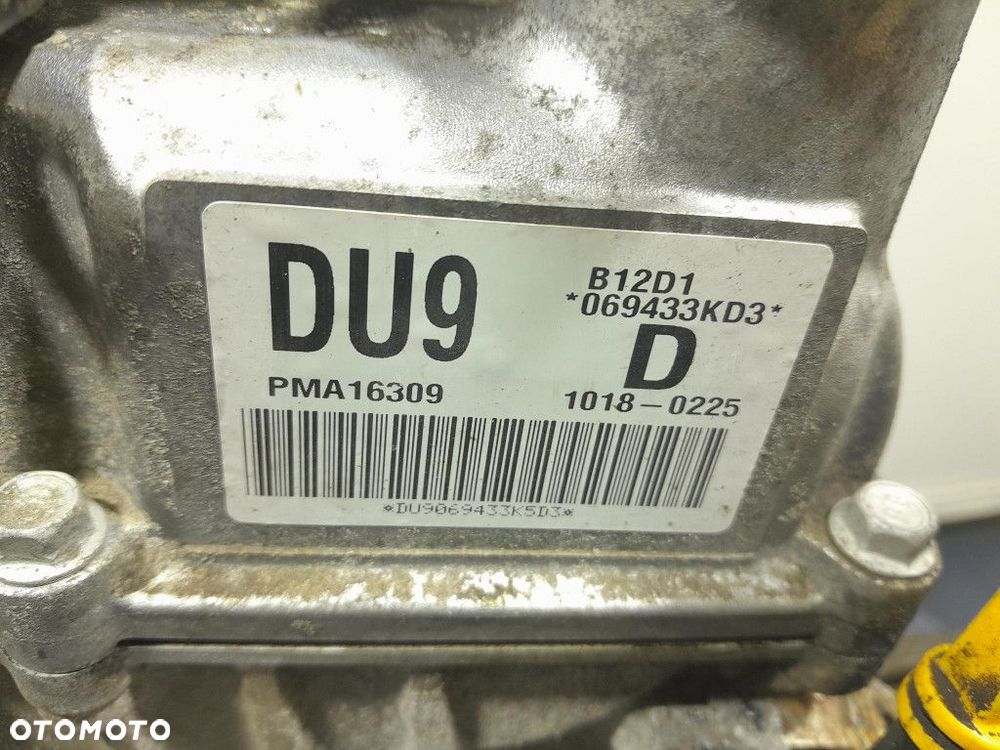 DU9
B12D1
*069433KD3*
D
PMA16309
1018-0225
*DU9069433K5D3*
OTOMOTO